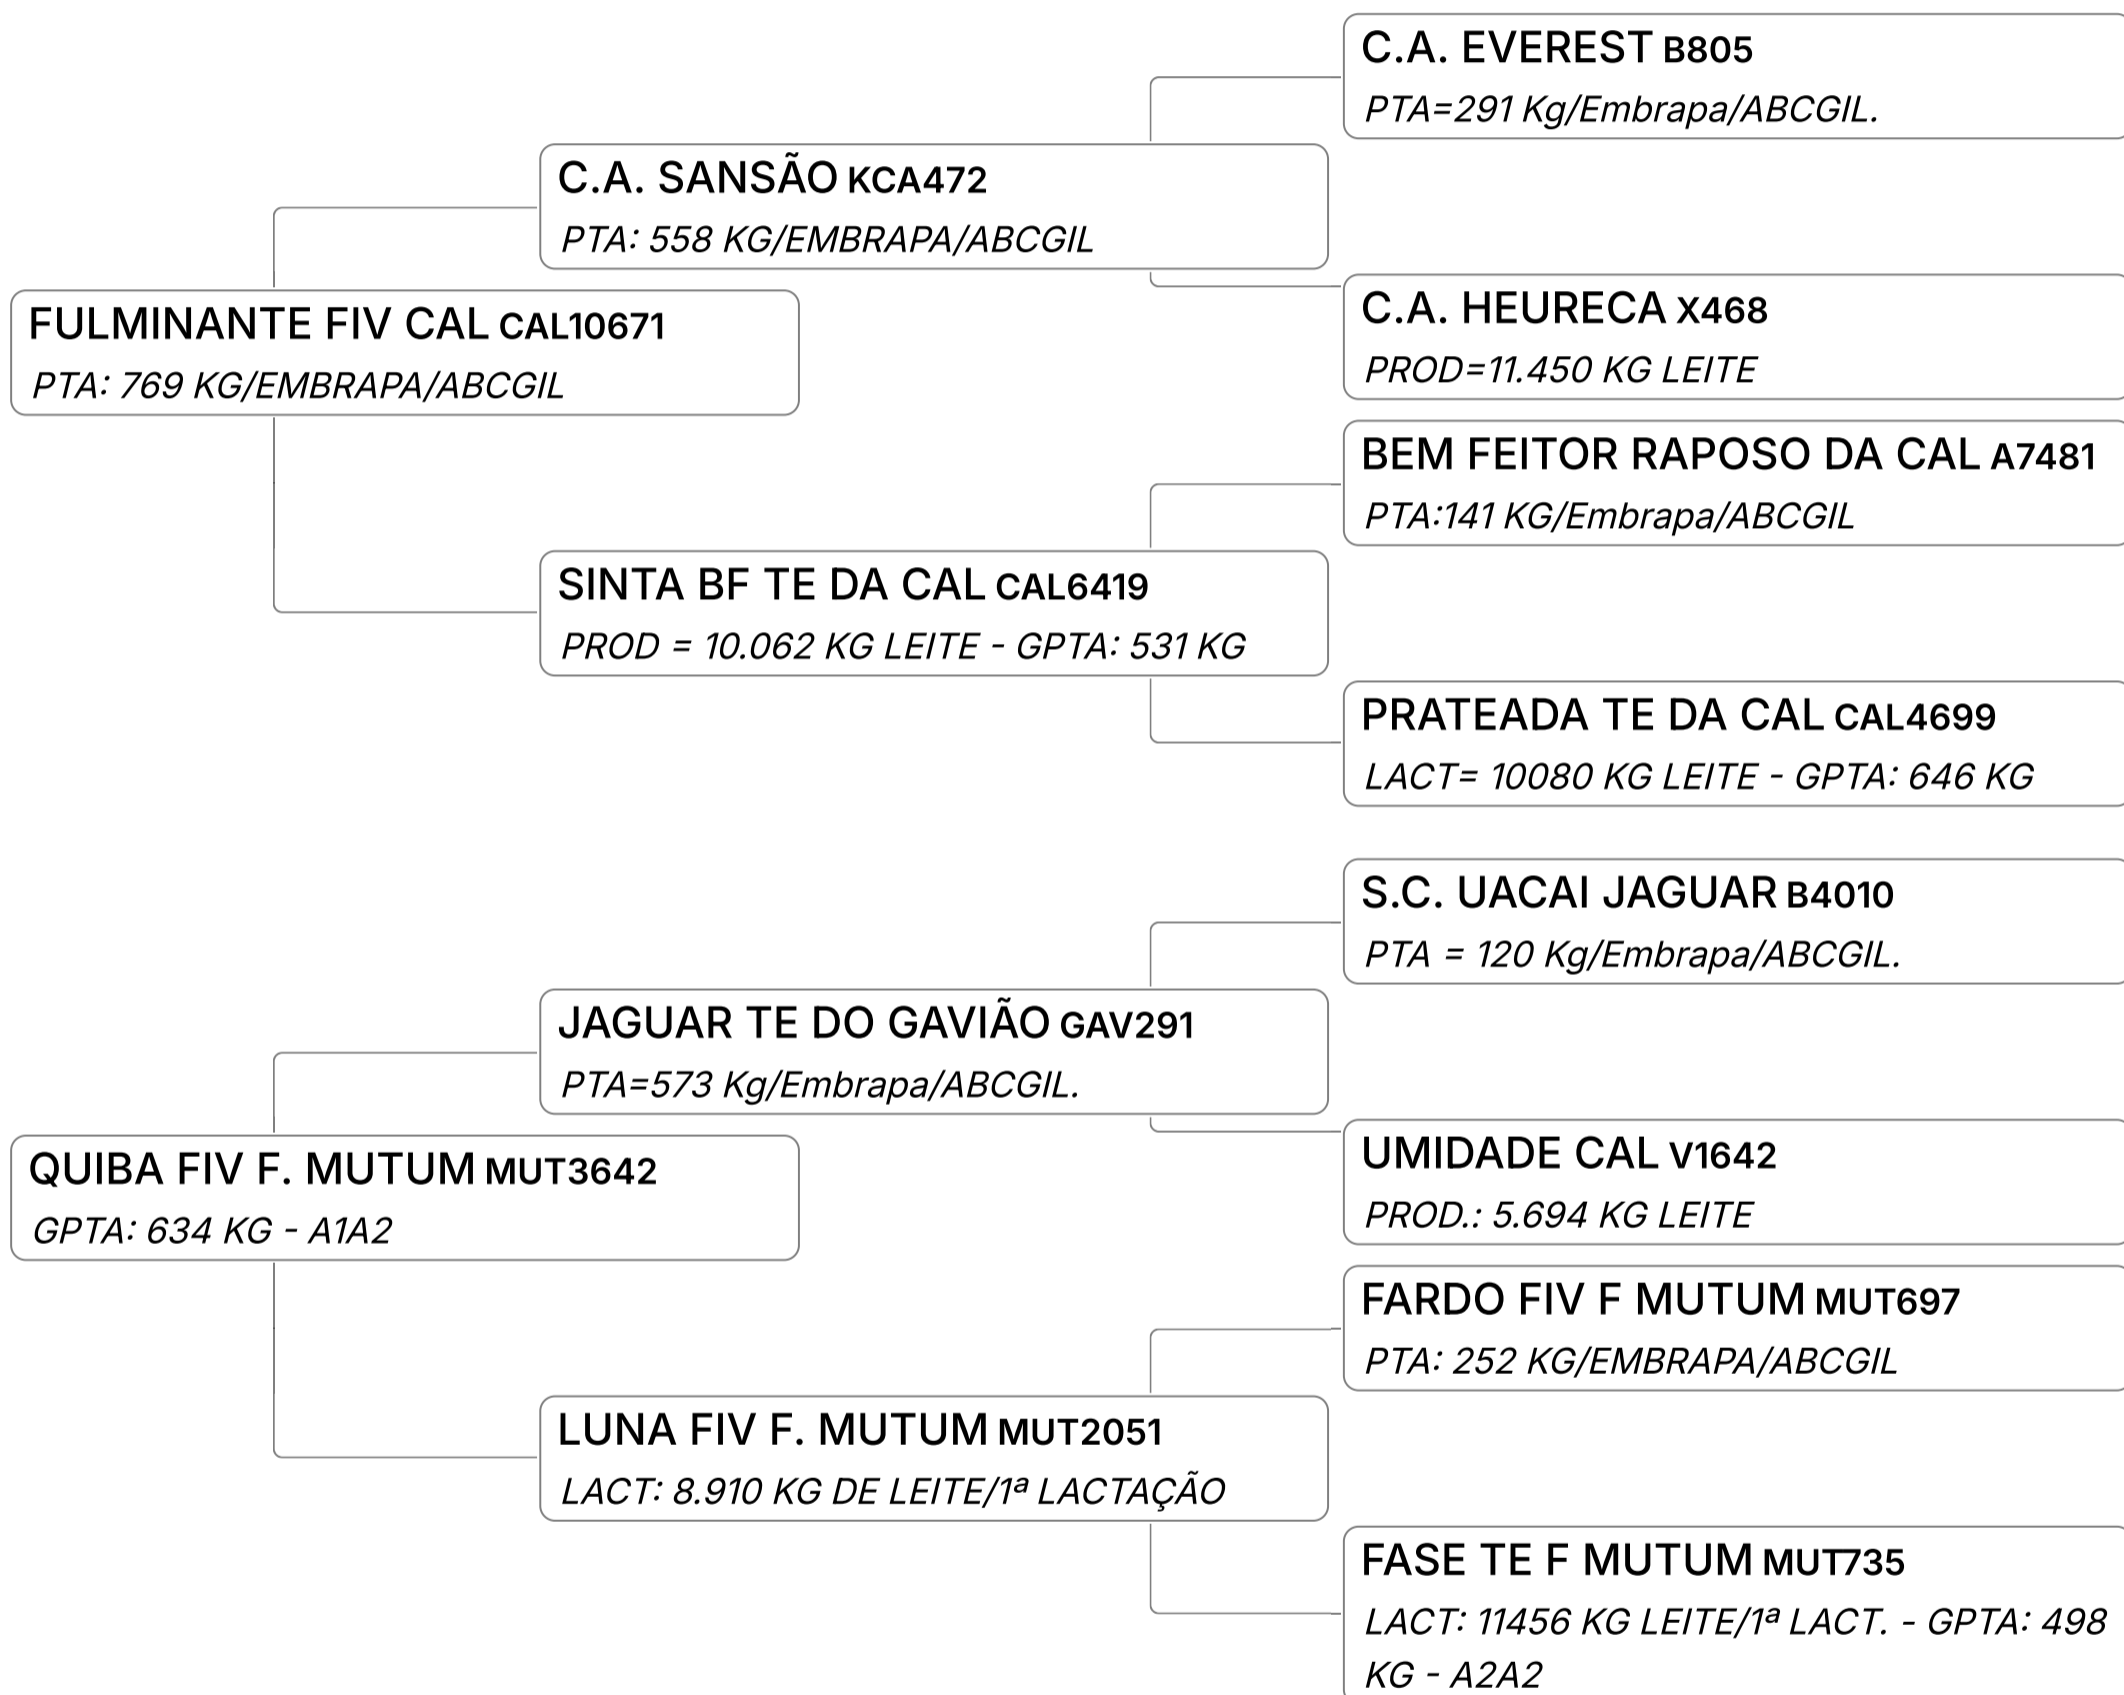 C.A. EVEREST B805
PTA=291 Kg/Embrapa/ABCGIL.
C.A. SANSÃO KCA472
PTA: 558 KG/EMBRAPA/ABCGIL
C.A. HEURECA X468
PROD=11.450 KG LEITE
FULMINANTE FIV CAL CAL10671
PTA: 769 KG/EMBRAPA/ABCGIL
BEM FEITOR RAPOSO DA CAL A7481
PTA:141 KG/Embrapa/ABCGIL
SINTA BF TE DA CAL CAL6419
PROD = 10.062 KG LEITE - GPTA: 531 KG
PRATEADA TE DA CAL CAL4699
LACT= 10080 KG LEITE - GPTA: 646 KG
S.C. UACAI JAGUAR B4010
PTA = 120 Kg/Embrapa/ABCGIL.
JAGUAR TE DO GAVIÃO GAV291
PTA=573 Kg/Embrapa/ABCGIL.
UMIDADE CAL V1642
PROD.: 5.694 KG LEITE
QUIBA FIV F. MUTUM MUT3642
GPTA: 634 KG - A1A2
FARDO FIV F MUTUM MUT697
PTA: 252 KG/EMBRAPA/ABCGIL
LUNA FIV F. MUTUM MUT2051
LACT: 8.910 KG DE LEITE/1ª LACTAÇÃO
FASE TE F MUTUM MUT735
LACT: 11456 KG LEITE/1ª LACT. - GPTA: 498
KG - A2A2